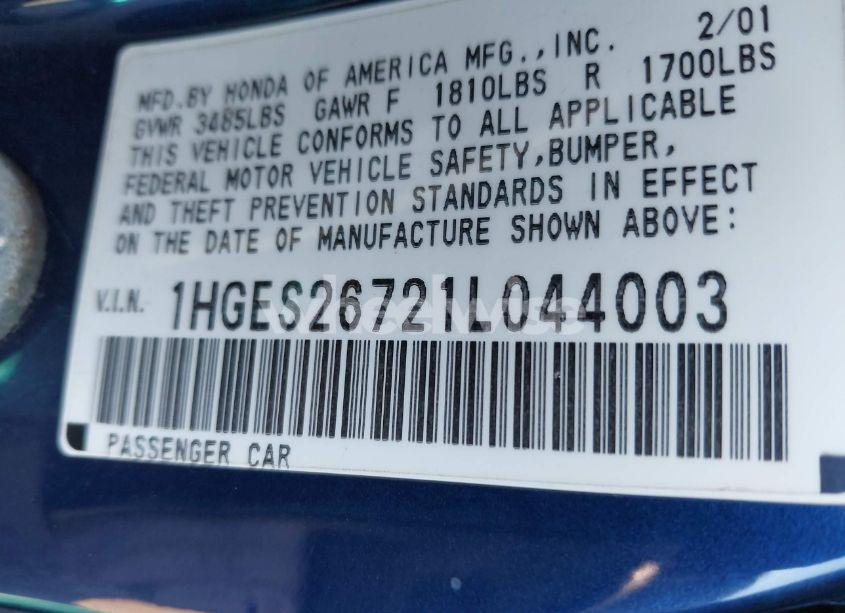 MFD.BY HONDA OF AMERICA MFG.,INC. 2/01
GVWR 3485LBS GAWR F 1810LBS R 1700LBS
THIS VEHICLE CONFORMS TO ALL APPLICABLE
FEDERAL MOTOR VEHICLE SAFETY,BUMPER,
AND THEFT PREVENTION STANDARDS IN EFFECT
ON THE DATE OF MANUFACTURE SHOWN ABOVE:
V.I.N. 1HGES26721L044003
wheelwise
PASSENGER CAR